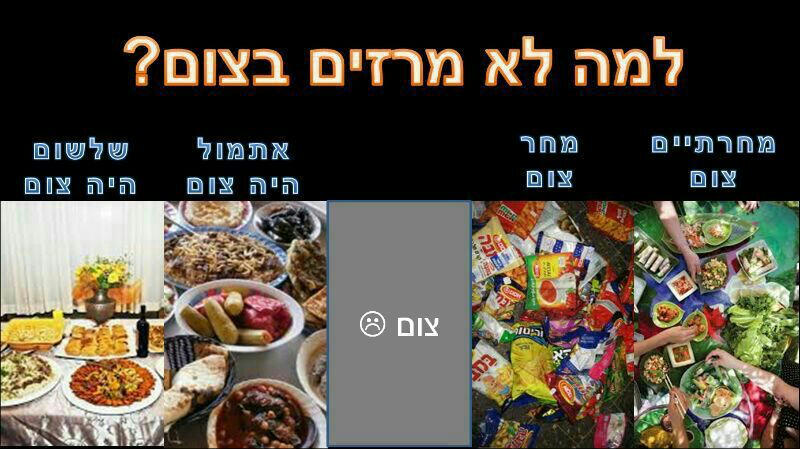 למה לא מרזים בצום?
מחרתיים
צום
מחר
צום
צום ☹
אתמול
היה צום
שלשום
היה צום